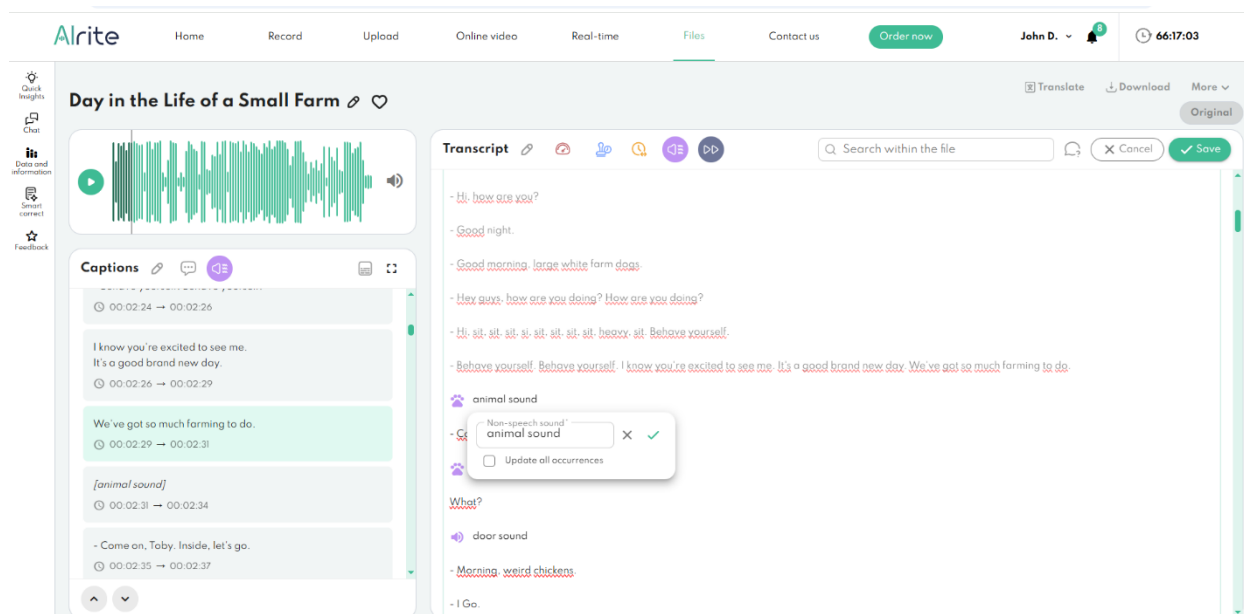 Alrite
Home
Record
Upload
Online video
Real-time
Files
Contact us
Order now
John D.
8
66:17:03
Quick
Insights
Chat
Data and
information
Smart
correct
Feedback
Day in the Life of a Small Farm
Translate
Download
More
Original
Captions
00:02:24 → 00:02:26
I know you're excited to see me.
It's a good brand new day.
00:02:26 → 00:02:29
We've got so much farming to do.
00:02:29 → 00:02:31
[animal sound]
00:02:31 → 00:02:34
- Come on, Toby. Inside, let's go.
00:02:35 → 00:02:37
Transcript
Search within the file
Cancel
Save
- Hi, how are you?
- Good night.
- Good morning, large white farm dogs.
- Hey guys, how are you doing? How are you doing?
- Hi, sit, sit, sit, si, sit, sit, sit, sit, heavy, sit. Behave yourself.
- Behave yourself. Behave yourself. I know you're excited to see me. It's a good brand new day. We've got so much farming to do.
animal sound
Non-speech sound*
animal sound
Update all occurrences
What?
door sound
- Morning, weird chickens.
- I Go.